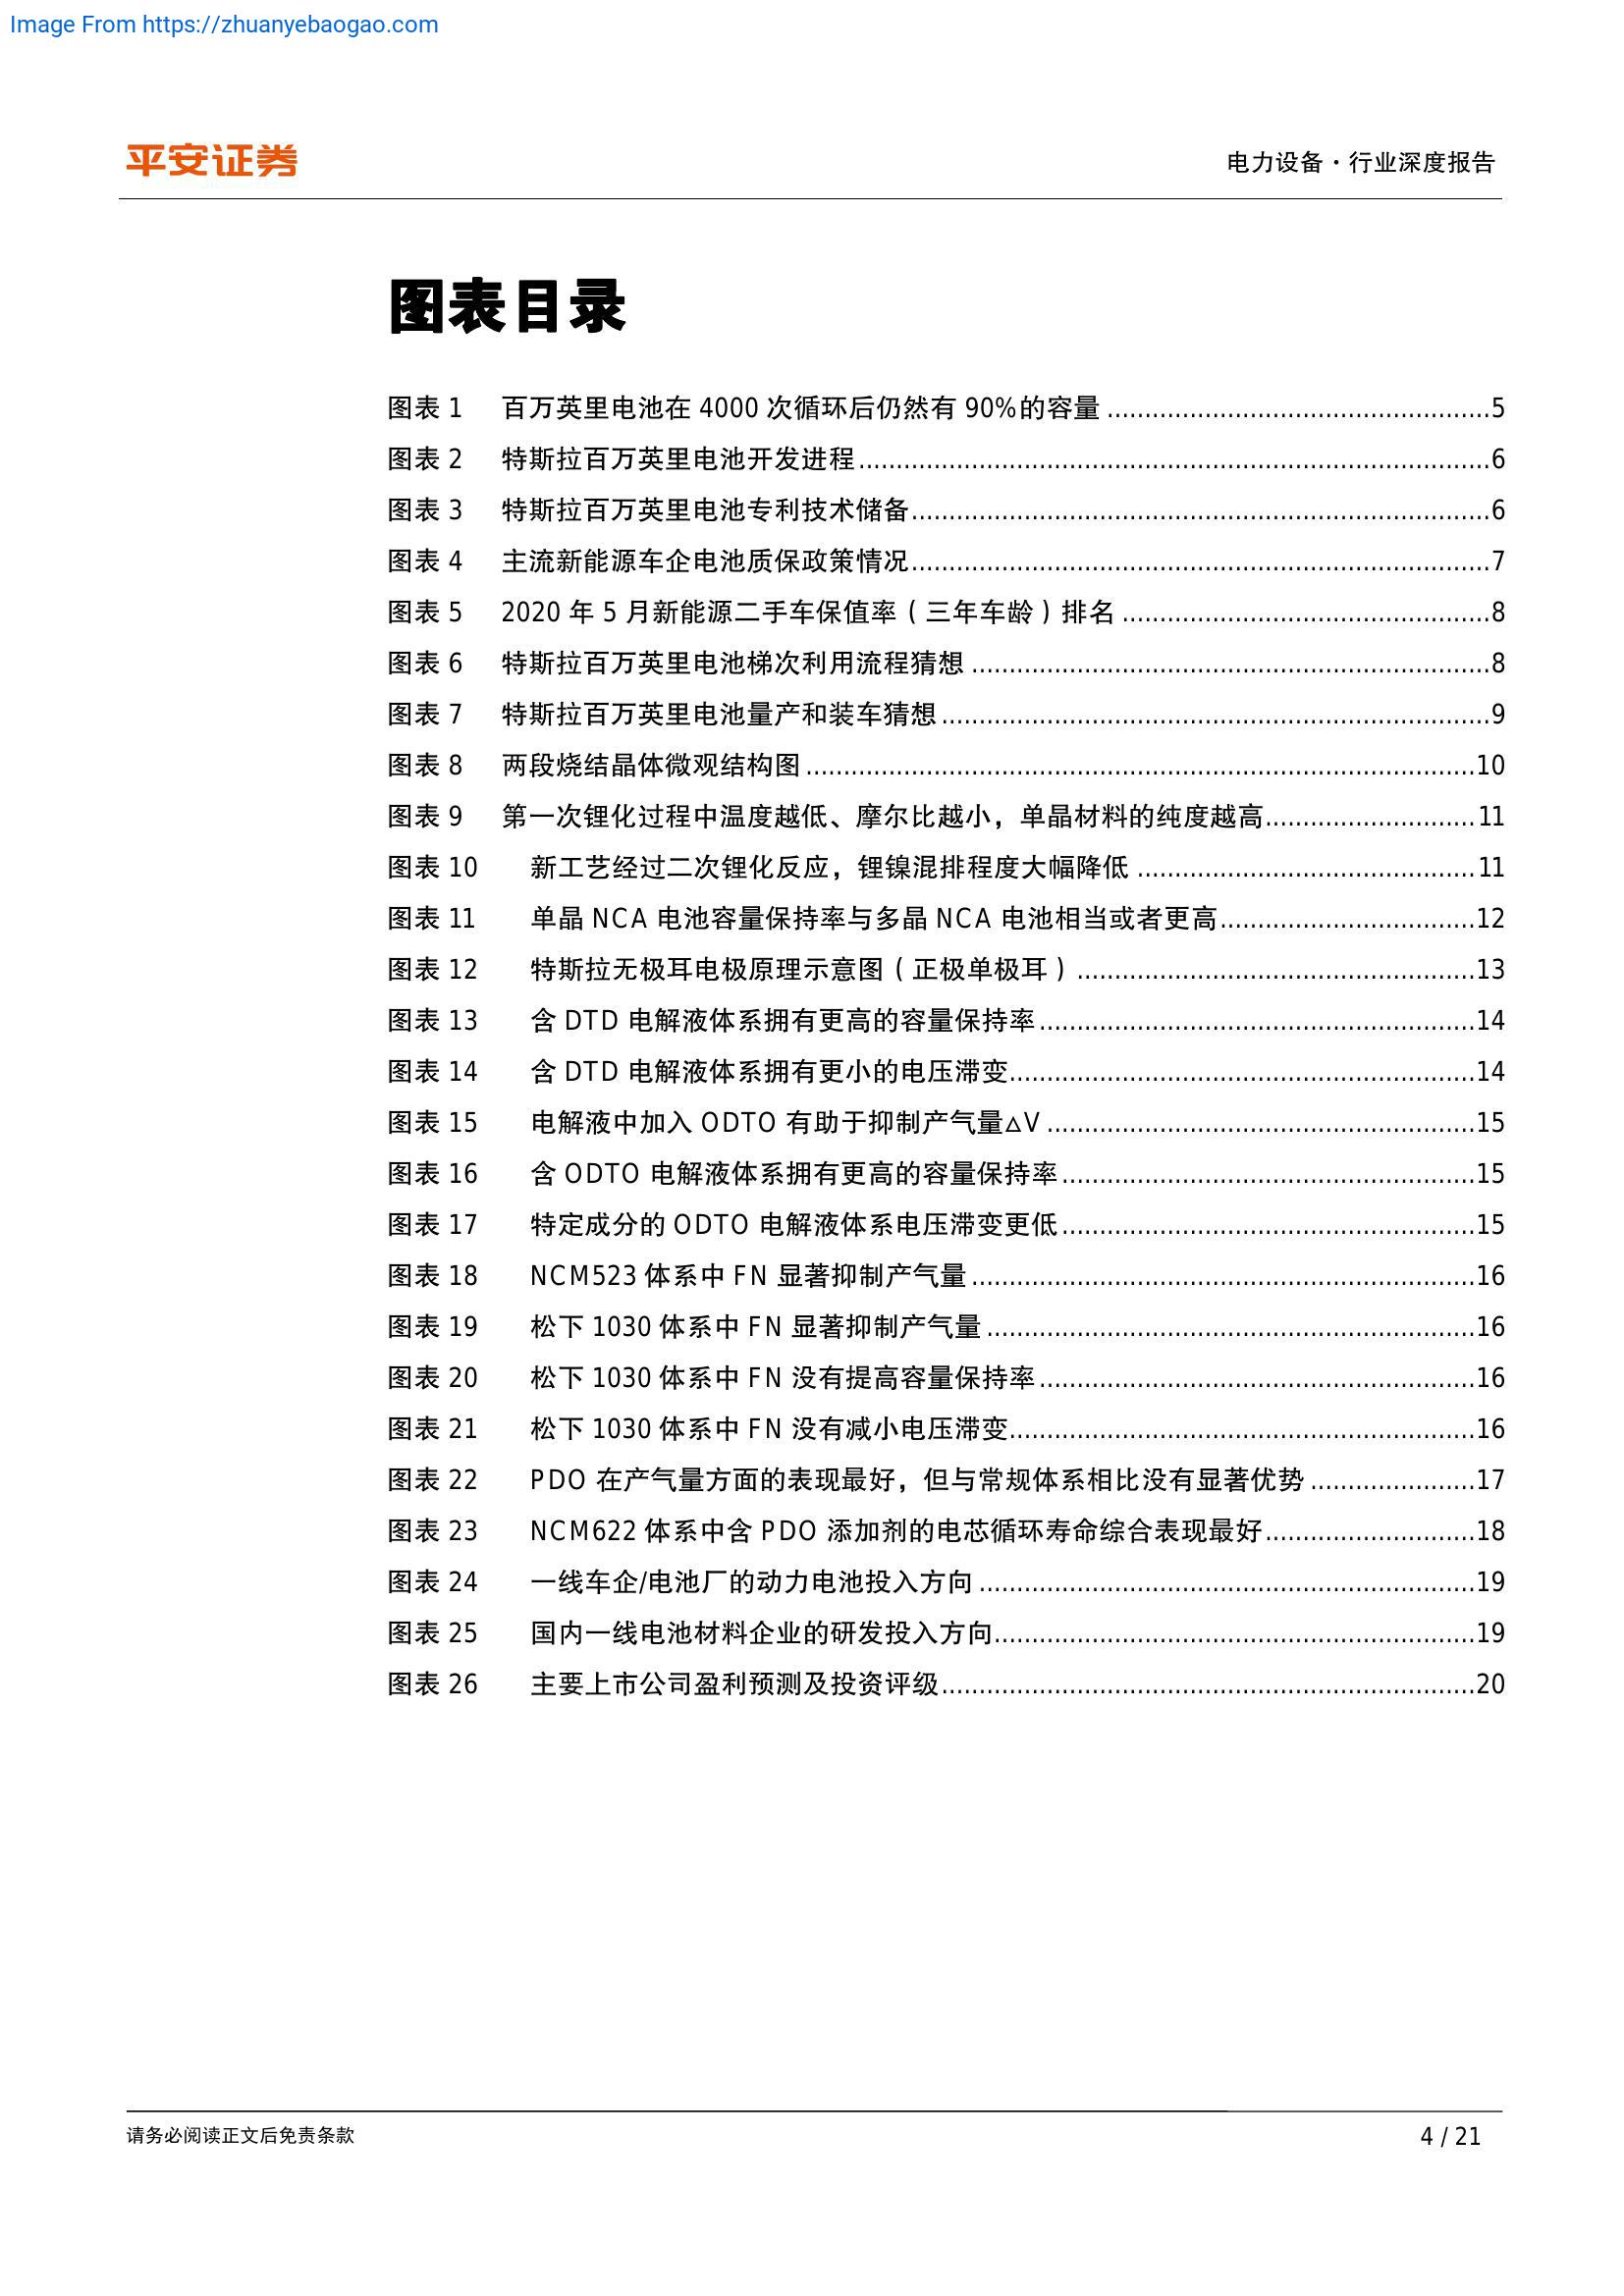 Image From https://zhuanyebaogao.com
平安证券
电力设备·行业深度报告
图表目录
图表 1 百万英里电池在 4000 次循环后仍然有 90%的容量 ..................................................5
图表 2 特斯拉百万英里电池开发进程..................................................6
图表 3 特斯拉百万英里电池专利技术储备..................................................6
图表 4 主流新能源车企电池质保政策情况..................................................7
图表 5 2020 年 5 月新能源二手车保值率（三年车龄）排名 ..................................................8
图表 6 特斯拉百万英里电池梯次利用流程猜想 ..................................................8
图表 7 特斯拉百万英里电池量产和装车猜想 ..................................................9
图表 8 两段烧结晶体微观结构图 ..................................................10
图表 9 第一次锂化过程中温度越低、摩尔比越小，单晶材料的纯度越高............................11
图表 10 新工艺经过二次锂化反应，锂镍混排程度大幅降低 ..................................................11
图表 11 单晶 NCA 电池容量保持率与多晶 NCA 电池相当或者更高..................................12
图表 12 特斯拉无极耳电极原理示意图（正极单极耳） ..................................................13
图表 13 含 DTD 电解液体系拥有更高的容量保持率..................................................14
图表 14 含 DTD 电解液体系拥有更小的电压滞变..................................................14
图表 15 电解液中加入 ODTO 有助于抑制产气量△V ..................................................15
图表 16 含 ODTO 电解液体系拥有更高的容量保持率..................................................15
图表 17 特定成分的 ODTO 电解液体系电压滞变更低..................................................15
图表 18 NCM523 体系中 FN 显著抑制产气量 ..................................................16
图表 19 松下 1030 体系中 FN 显著抑制产气量 ..................................................16
图表 20 松下 1030 体系中 FN 没有提高容量保持率..................................................16
图表 21 松下 1030 体系中 FN 没有减小电压滞变..................................................16
图表 22 PDO 在产气量方面的表现最好，但与常规体系相比没有显著优势 ......................17
图表 23 NCM622 体系中含 PDO 添加剂的电芯循环寿命综合表现最好............................18
图表 24 一线车企/电池厂的动力电池投入方向 ..................................................19
图表 25 国内一线电池材料企业的研发投入方向..................................................19
图表 26 主要上市公司盈利预测及投资评级..................................................20
请务必阅读正文后免责条款
4 / 21